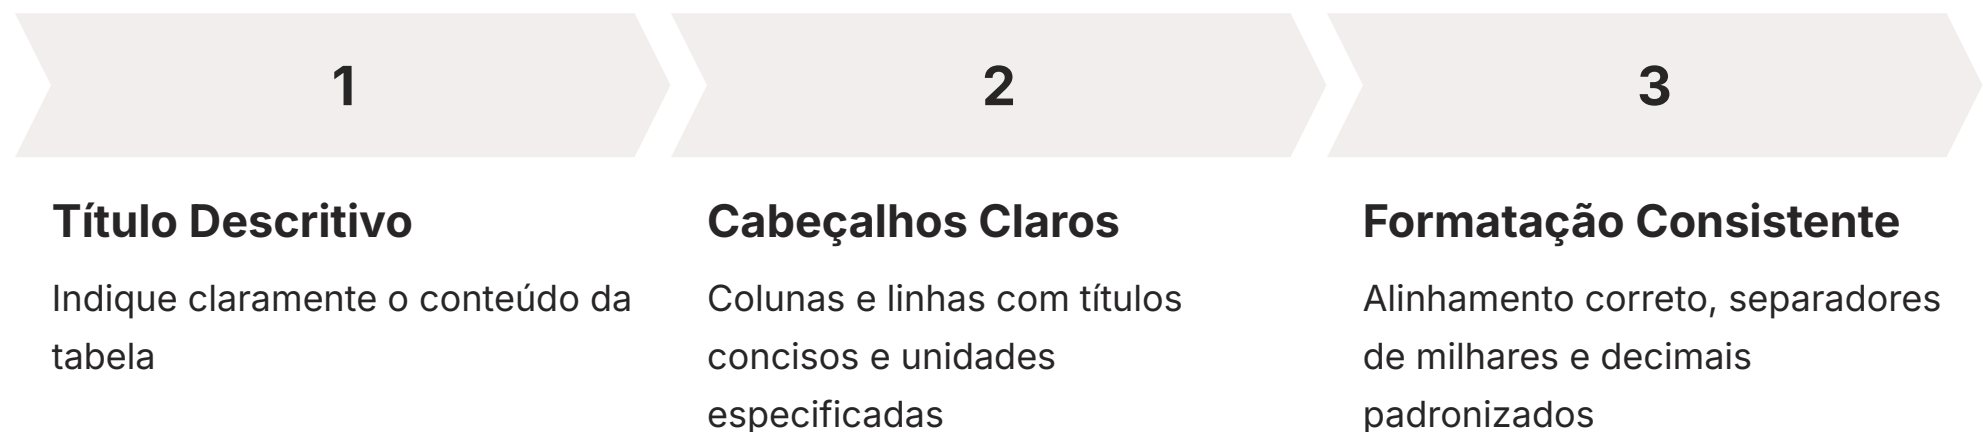 1
Título Descritivo
Indique claramente o conteúdo da
tabela
2
Cabeçalhos Claros
Colunas e linhas com títulos
concisos e unidades
especificadas
3
Formatação Consistente
Alinhamento correto, separadores
de milhares e decimais
padronizados